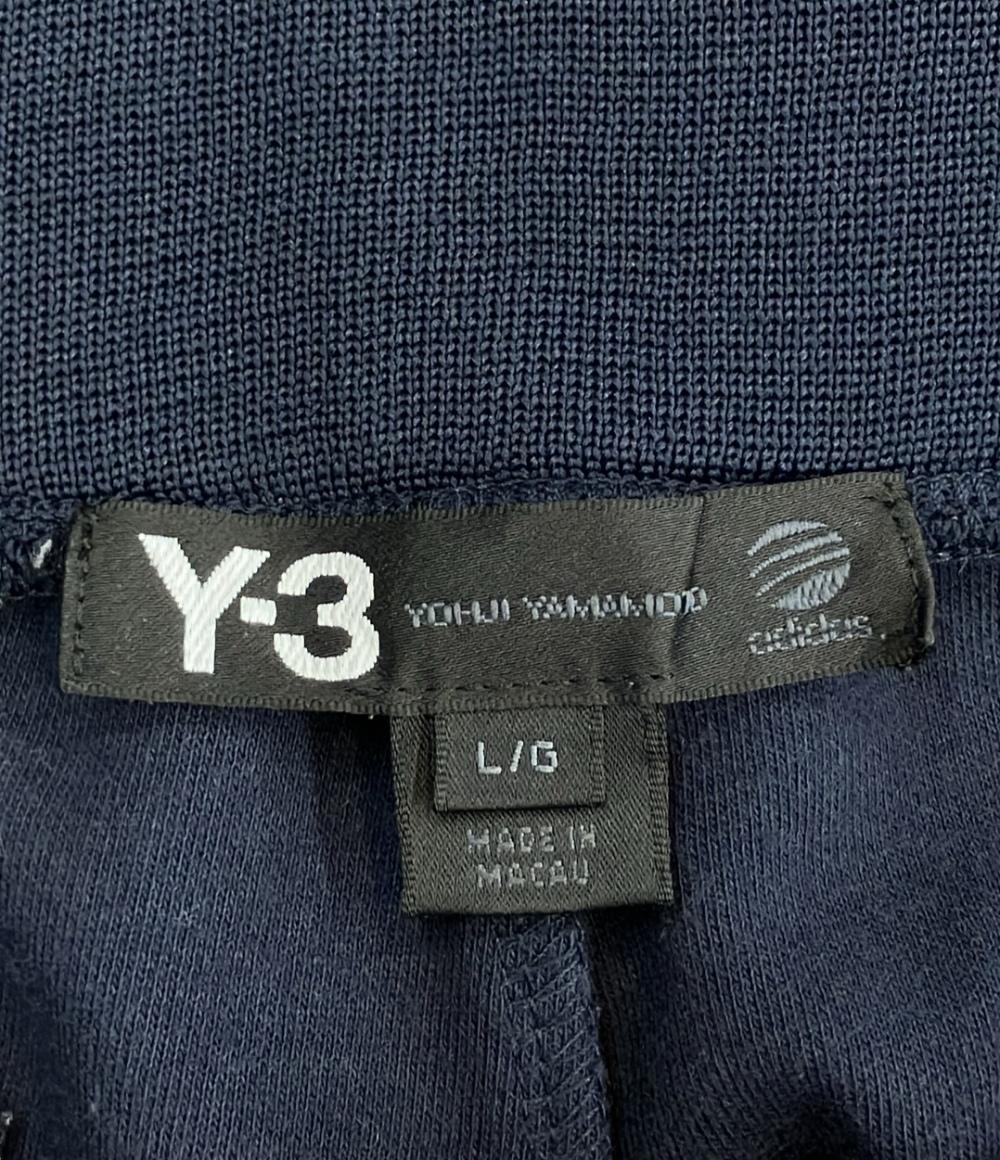 Y-3 YOHJI YAMAMOTO adidas
L/G
MADE IN
MACAU